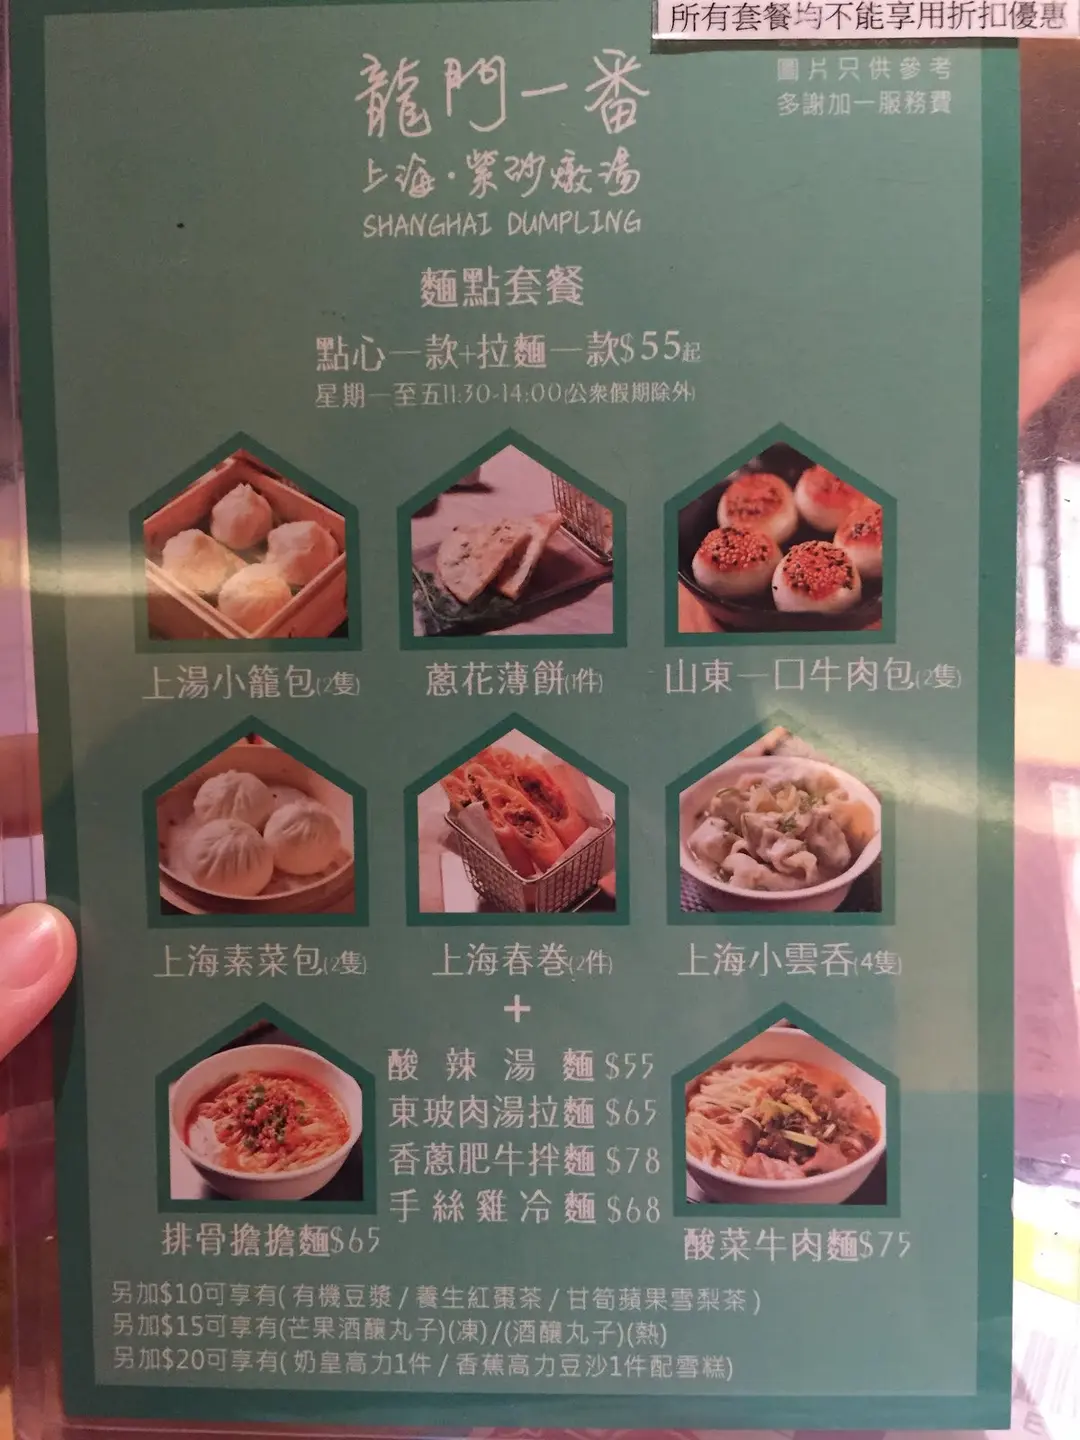 所有套餐均不能享用折扣優惠
圖片只供參考
多謝加一服務費
龍門一番
上海·紫砂燉湯
SHANGHAI DUMPLING
麵點套餐
點心一款+拉麵一款$55起
星期一至五11:30-14:00(公衆假期除外)
上湯小籠包(2隻)
蔥花薄餅(1件)
山東一口牛肉包(2隻)
上海素菜包(2隻)
上海春卷(2件)
上海小雲吞(4隻)
+
酸辣湯麵 $55
東玻肉湯拉麵 $65
香蔥肥牛拌麵 $78
手絲雞冷麵 $68
排骨擔擔麵$65
酸菜牛肉麵$75
另加$10可享有(有機豆漿/養生紅棗茶/甘筍蘋果雪梨茶)
另加$15可享有(芒果酒釀丸子)(凍)/(酒釀丸子)(熱)
另加$20可享有(奶皇高力1件/香蕉高力豆沙1件配雪糕)